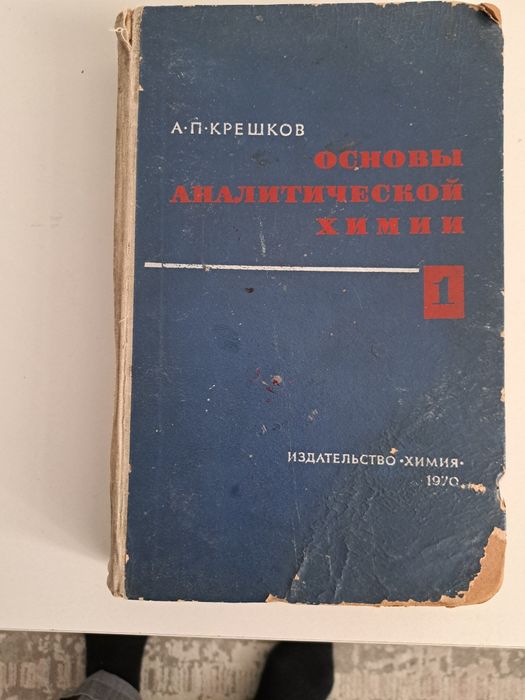 А·П·КРЕШКОВ
ОСНОВЫ
АНАЛИТИЧЕСКОЙ
ХИМИИ
1
ИЗДАТЕЛЬСТВО·ХИМИЯ·
1970